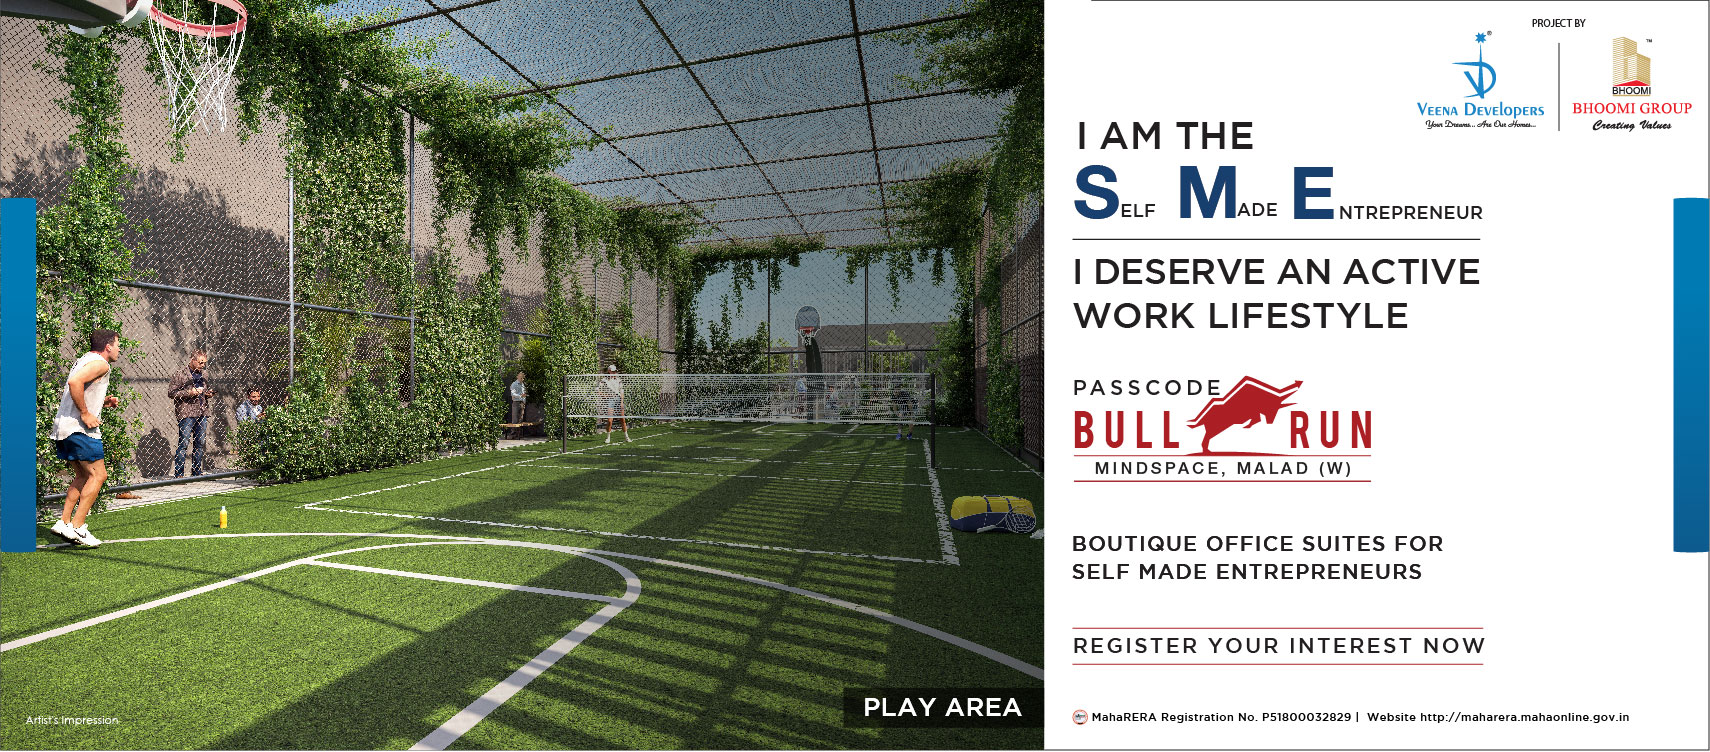 PROJECT BY
VEENA DEVELOPERS
Your Dreams... Are Our Homes...
BHOOMI
BHOOMI GROUP
Creating Values
I AM THE
SELF MADE ENTREPRENEUR
I DESERVE AN ACTIVE
WORK LIFESTYLE
PASSCODE
BULL RUN
MINDSPACE, MALAD (W)
BOUTIQUE OFFICE SUITES FOR
SELF MADE ENTREPRENEURS
REGISTER YOUR INTEREST NOW
PLAY AREA
Artist's Impression
MahaRERA Registration No. P51800032829 | Website http://maharera.mahaonline.gov.in